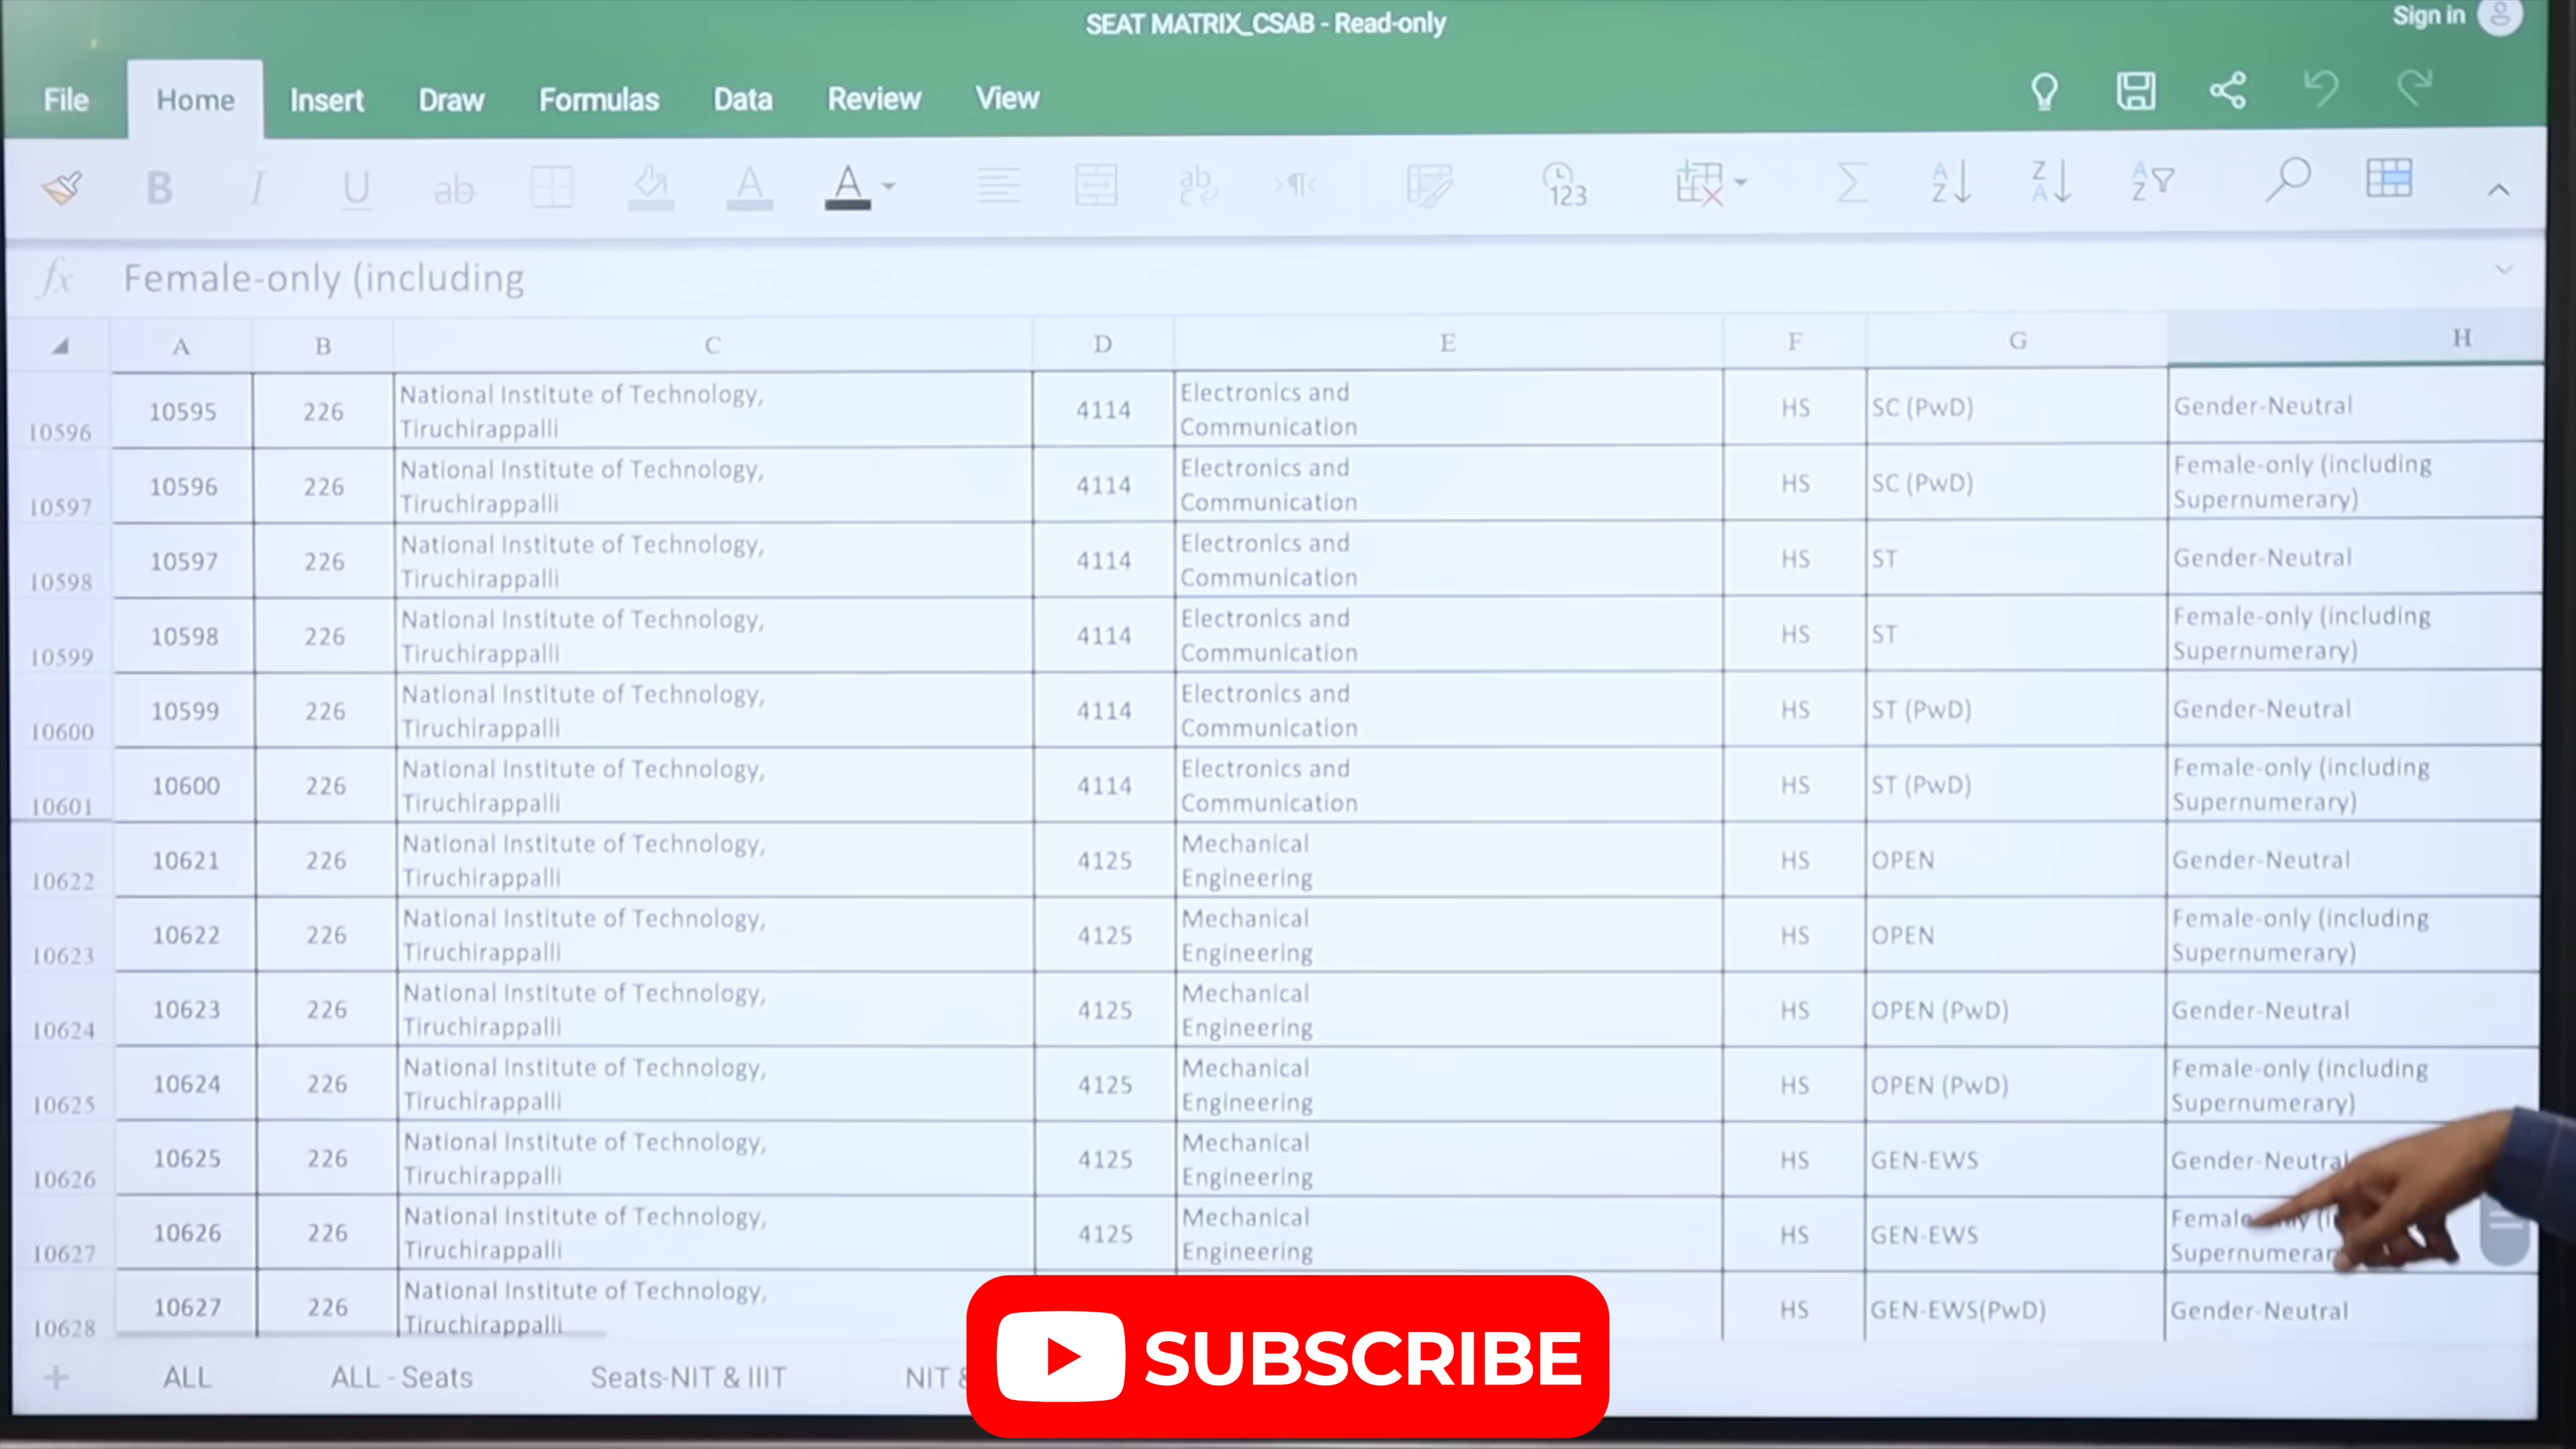 SEAT MATRIX_CSAB - Read-only
Sign in
File Home Insert Draw Formulas Data Review View
fx Female-only (including
A B C D E F G H
10596 10595 226 National Institute of Technology, Tiruchirappalli 4114 Electronics and Communication HS SC (PwD) Gender-Neutral
10597 10596 226 National Institute of Technology, Tiruchirappalli 4114 Electronics and Communication HS SC (PwD) Female-only (including Supernumerary)
10598 10597 226 National Institute of Technology, Tiruchirappalli 4114 Electronics and Communication HS ST Gender-Neutral
10599 10598 226 National Institute of Technology, Tiruchirappalli 4114 Electronics and Communication HS ST Female-only (including Supernumerary)
10600 10599 226 National Institute of Technology, Tiruchirappalli 4114 Electronics and Communication HS ST (PwD) Gender-Neutral
10601 10600 226 National Institute of Technology, Tiruchirappalli 4114 Electronics and Communication HS ST (PwD) Female-only (including Supernumerary)
10622 10621 226 National Institute of Technology, Tiruchirappalli 4125 Mechanical Engineering HS OPEN Gender-Neutral
10623 10622 226 National Institute of Technology, Tiruchirappalli 4125 Mechanical Engineering HS OPEN Female-only (including Supernumerary)
10624 10623 226 National Institute of Technology, Tiruchirappalli 4125 Mechanical Engineering HS OPEN (PwD) Gender-Neutral
10625 10624 226 National Institute of Technology, Tiruchirappalli 4125 Mechanical Engineering HS OPEN (PwD) Female-only (including Supernumerary)
10626 10625 226 National Institute of Technology, Tiruchirappalli 4125 Mechanical Engineering HS GEN-EWS Gender-Neutral
10627 10626 226 National Institute of Technology, Tiruchirappalli 4125 Mechanical Engineering HS GEN-EWS
10628 10627 226 National Institute of Technology, Tiruchirappalli HS GEN-EWS(PwD) Gender-Neutral
ALL ALL - Seats Seats-NIT & IIIT NIT &
SUBSCRIBE